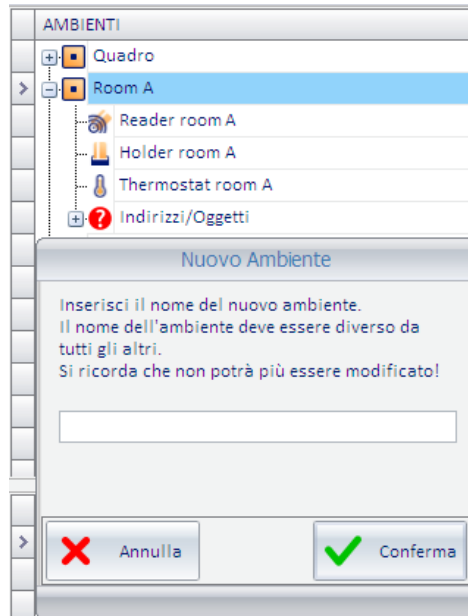 AMBIENTI
Quadro
Room A
Reader room A
Holder room A
Thermostat room A
Indirizzi/Oggetti
Nuovo Ambiente
Inserisci il nome del nuovo ambiente.
Il nome dell'ambiente deve essere diverso da
tutti gli altri.
Si ricorda che non potrà più essere modificato!
Annulla
Conferma